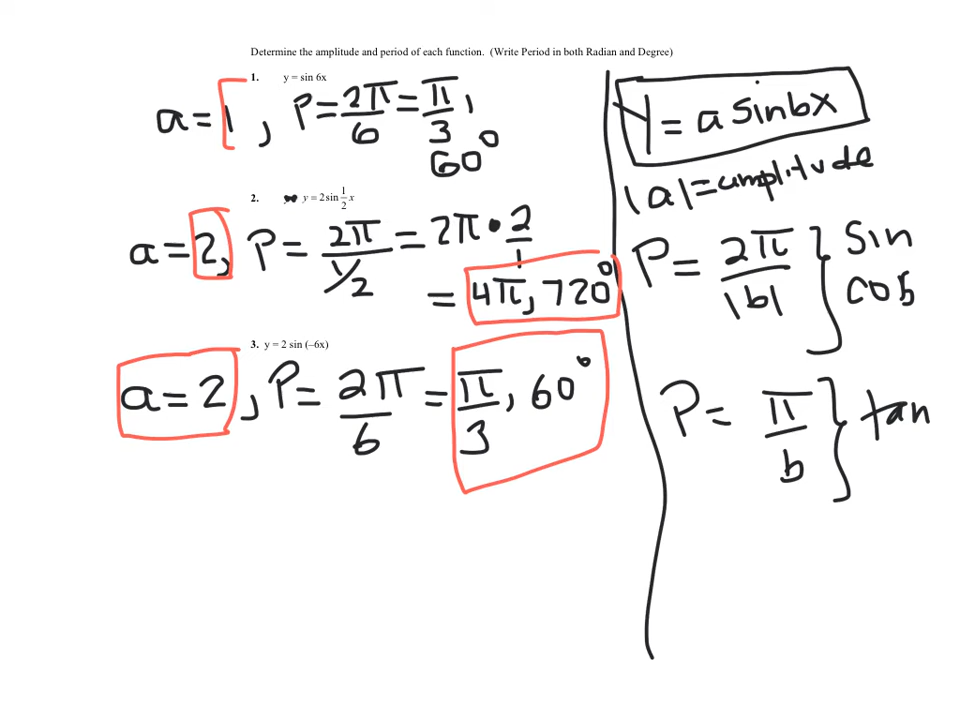 Determine the amplitude and period of each function. (Write Period in both Radian and Degree)
1. y = sin 6x
a = 1, P = 2π/6 = π/3,
60°
2. y = 2 sin 1/2 x
a = 2, P = 2π/1/2 = 2π • 2/1
= 4π, 720°
3. y = 2 sin (–6x)
a = 2, P = 2π/6 = π/3, 60°
y = a sin bx
|a| = amplitude
P = 2π/|b| } sin
cos
P = π/b } tan